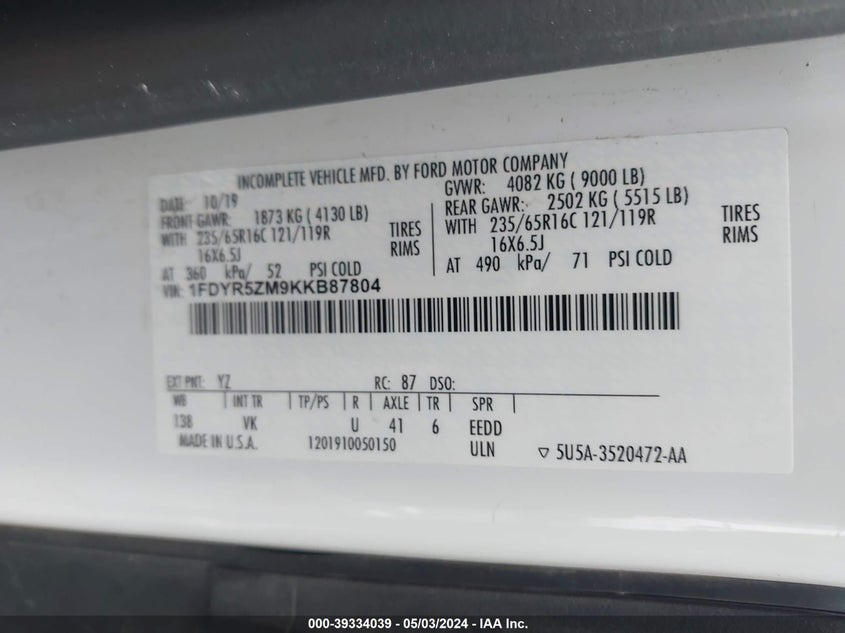 INCOMPLETE VEHICLE MFD. BY FORD MOTOR COMPANY
DATE: 10/19
GVWR: 4082 KG ( 9000 LB)
FRONT GAWR: 1873 KG ( 4130 LB)
REAR GAWR: 2502 KG ( 5515 LB)
WITH 235/65R16C 121/119R TIRES
WITH 235/65R16C 121/119R TIRES
16X6.5J RIMS
16X6.5J RIMS
AT 360 kPa/ 52 PSI COLD
AT 490 kPa/ 71 PSI COLD
VIN: 1FDYR5ZM9KKB87804
EXT PNT: YZ RC: 87 DSO:
WB INT TR TP/PS R AXLE TR SPR
138 VK U 41 6 EEDD
MADE IN U.S.A. 1201910050150 ULN ▽ 5U5A-3520472-AA
000-39334039 - 05/03/2024 - IAA Inc.